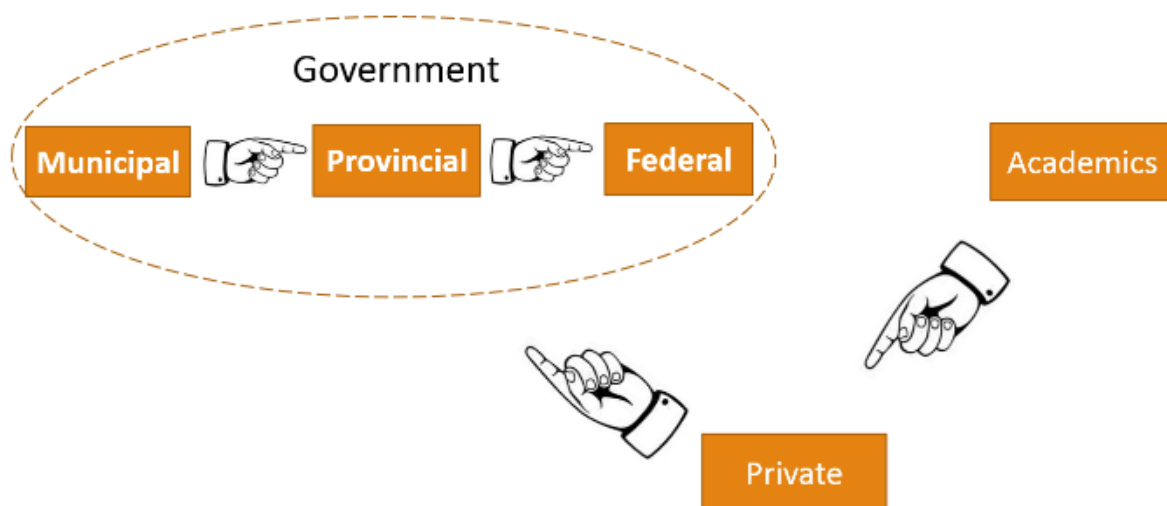 Government
Municipal
Provincial
Federal
Academics
Private